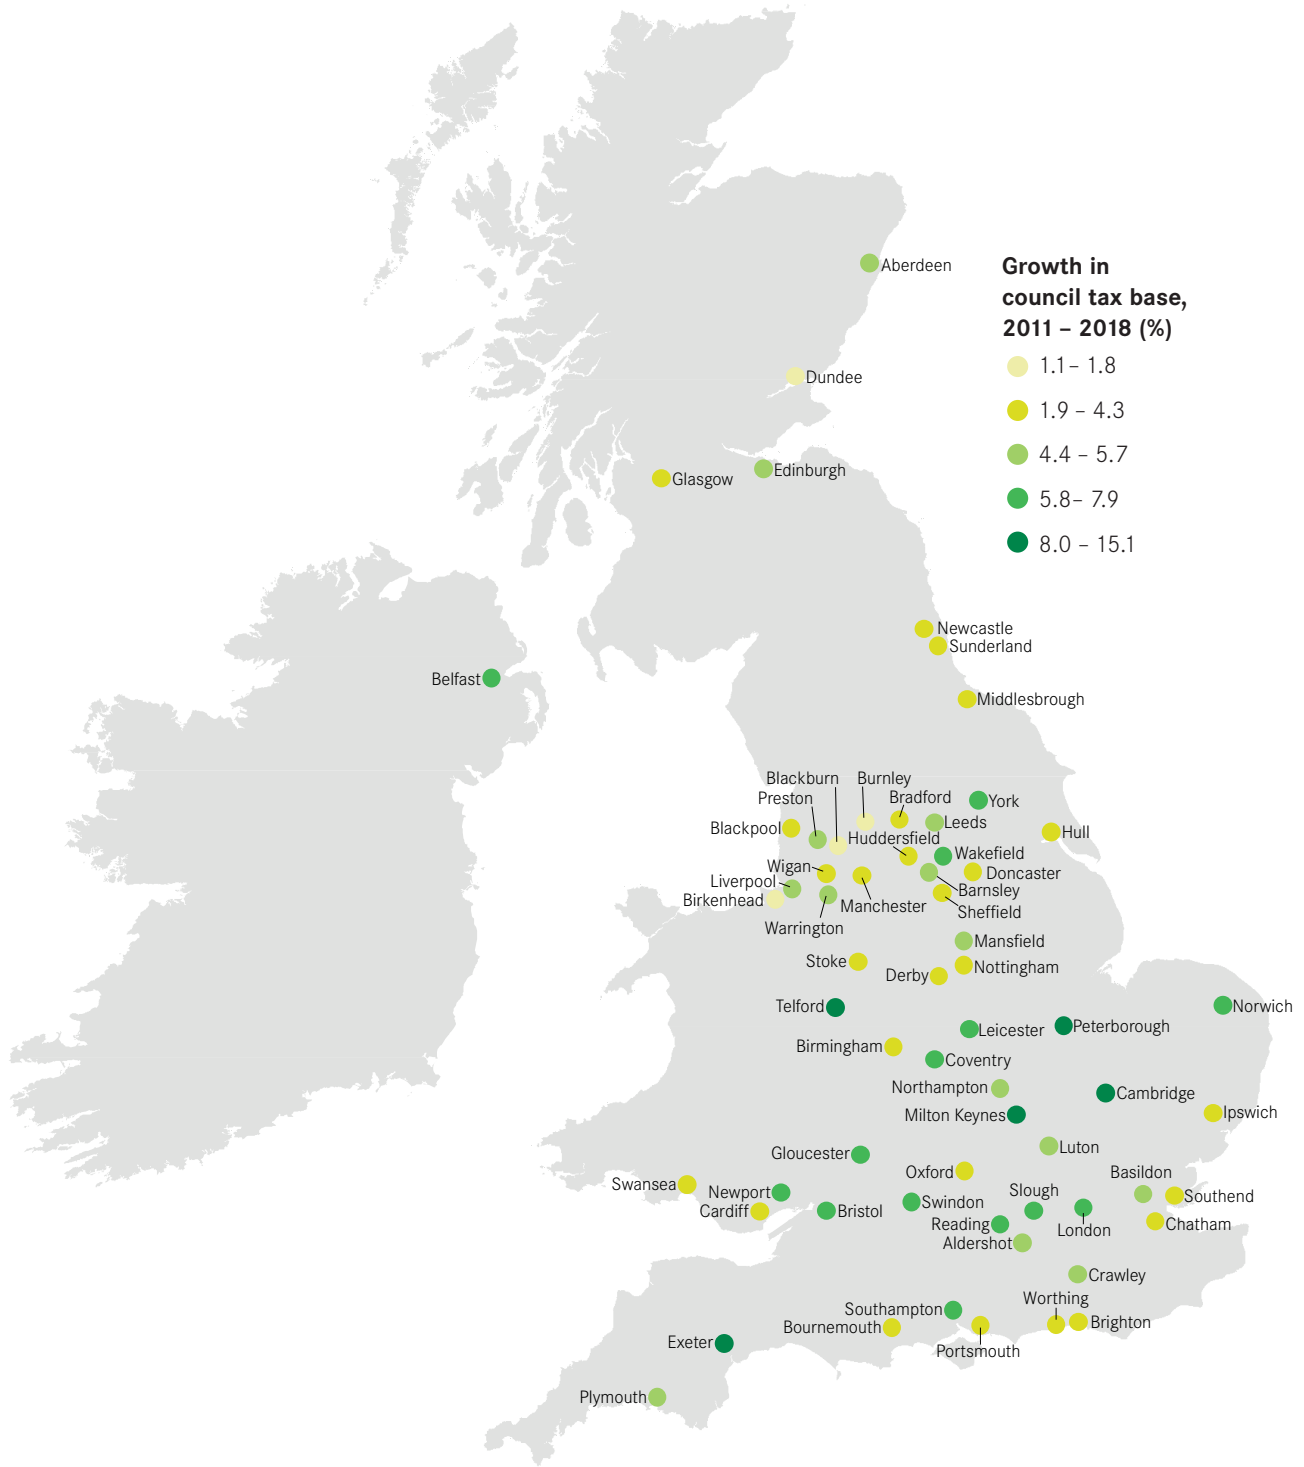 Aberdeen
Growth in
council tax base,
2011 – 2018 (%)
1.1 – 1.8
1.9 – 4.3
4.4 – 5.7
5.8– 7.9
8.0 – 15.1
Dundee
Edinburgh
Glasgow
Newcastle
Sunderland
Belfast
Middlesbrough
Blackburn
Burnley
Preston
Bradford
York
Blackpool
Leeds
Hull
Huddersfield
Wakefield
Wigan
Doncaster
Liverpool
Barnsley
Birkenhead
Manchester
Sheffield
Warrington
Mansfield
Stoke
Nottingham
Derby
Telford
Norwich
Leicester
Peterborough
Birmingham
Coventry
Northampton
Cambridge
Milton Keynes
Ipswich
Luton
Gloucester
Oxford
Basildon
Swansea
Newport
Slough
Southend
Swindon
Cardiff
Bristol
Reading
London
Chatham
Aldershot
Crawley
Worthing
Southampton
Bournemouth
Brighton
Exeter
Portsmouth
Plymouth